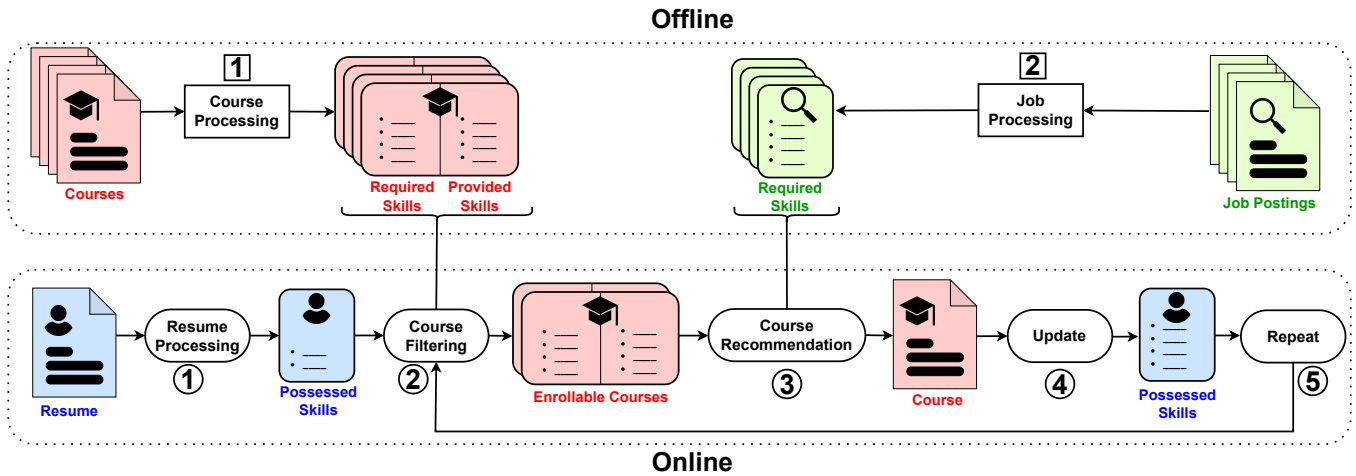 Offline
1
Course
Processing
Courses
Required
Skills
Provided
Skills
2
Job
Processing
Required
Skills
Job Postings
Resume
Resume
Processing
1
Possessed
Skills
Course
Filtering
2
Enrollable Courses
Course
Recommendation
3
Course
Update
4
Possessed
Skills
Repeat
5
Online